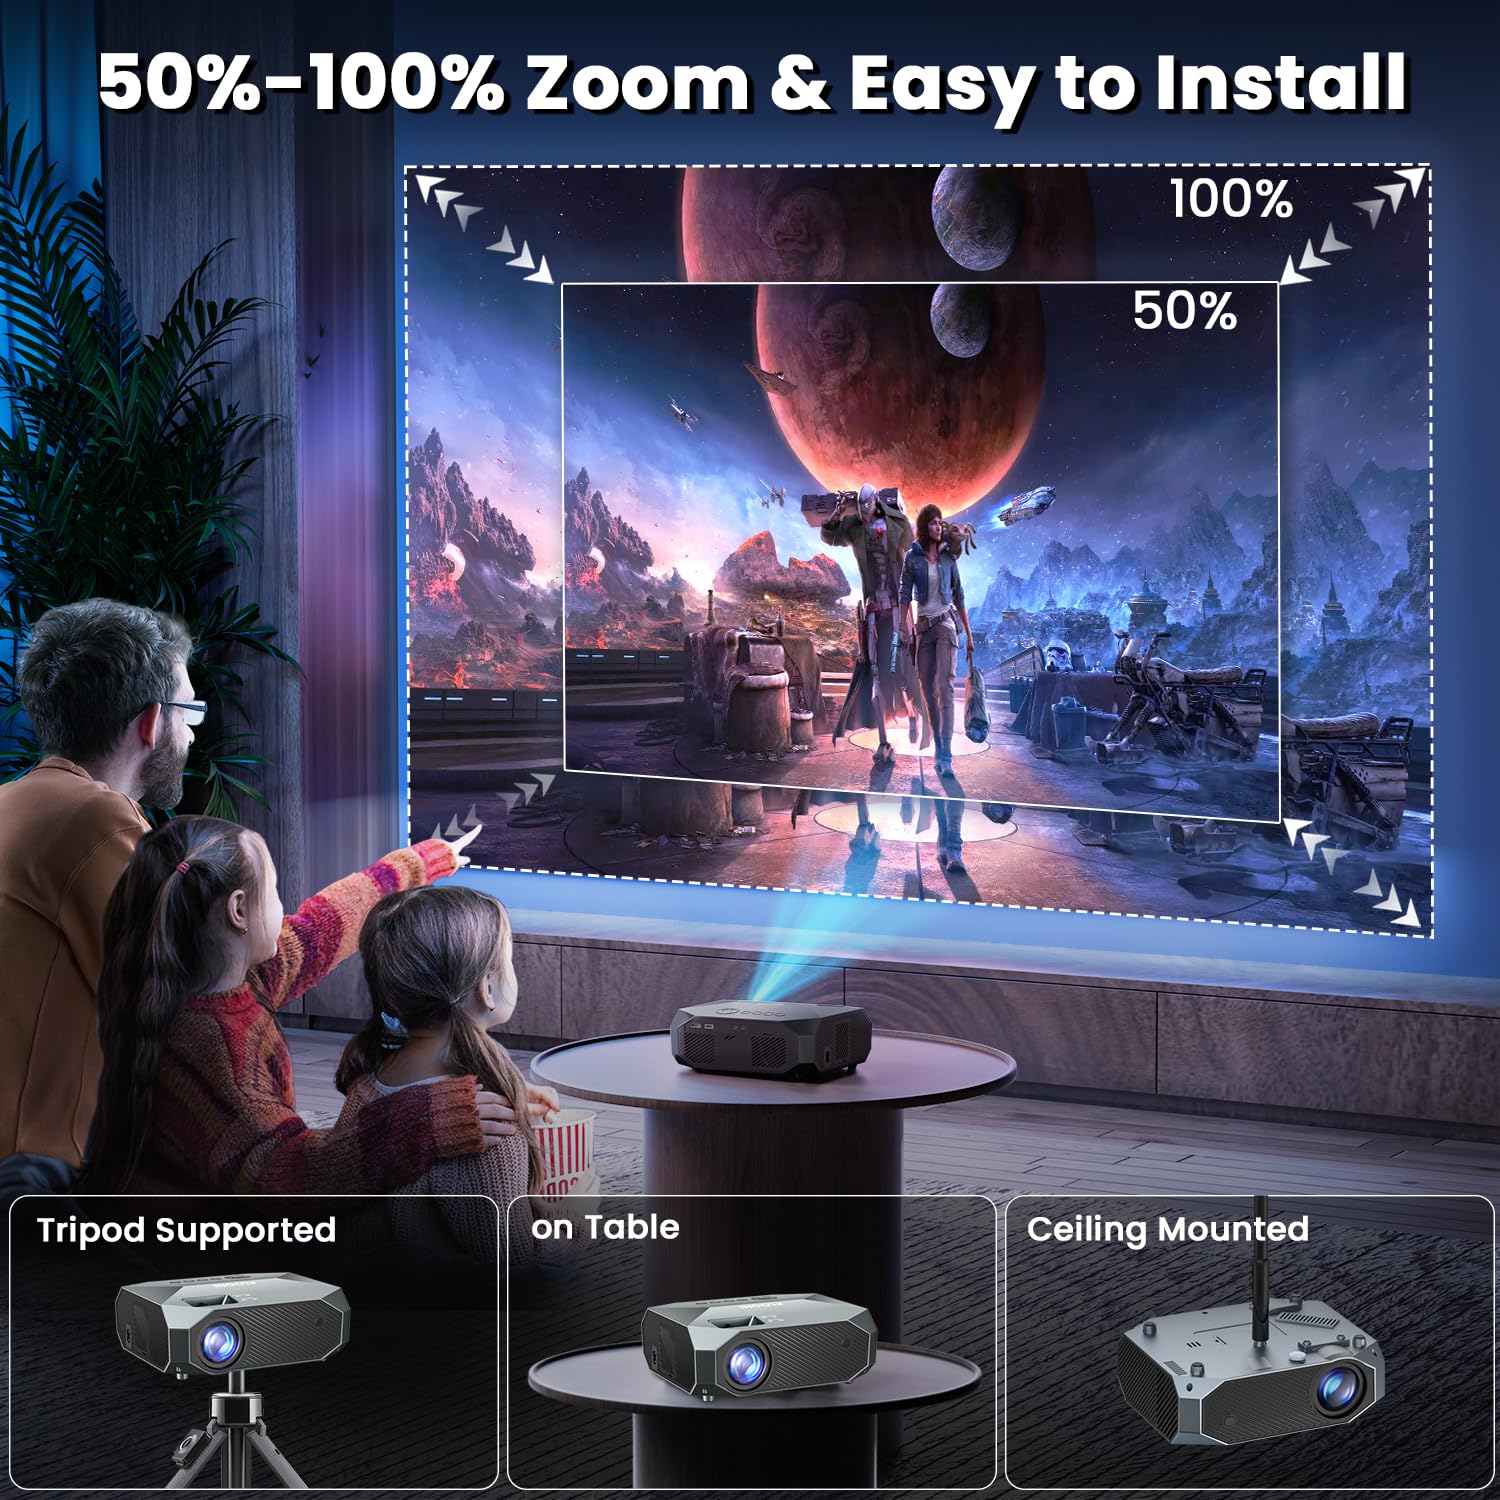 50%-100% Zoom & Easy to Install
100%
50%
Tripod Supported
on Table
Ceiling Mounted